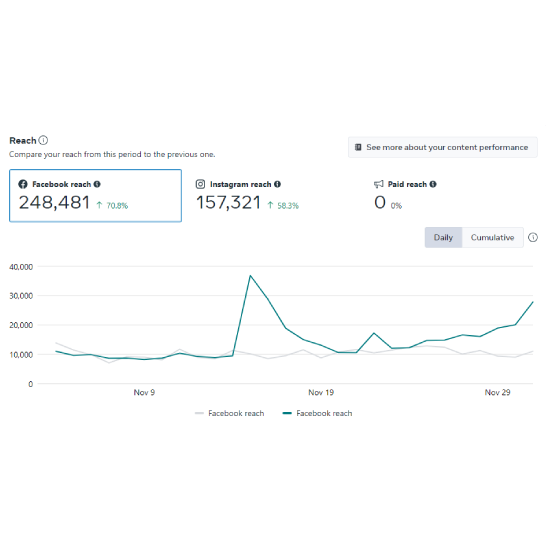 Reach
See more about your content performance
Compare your reach from this period to the previous one.
Facebook reach
Instagram reach
Paid reach
248,481 ↑ 70.8%
157,321 ↑ 58.3%
0 0%
Daily
Cumulative
40,000
30,000
20,000
10,000
0
Nov 9
Nov 19
Nov 29
Facebook reach
Facebook reach